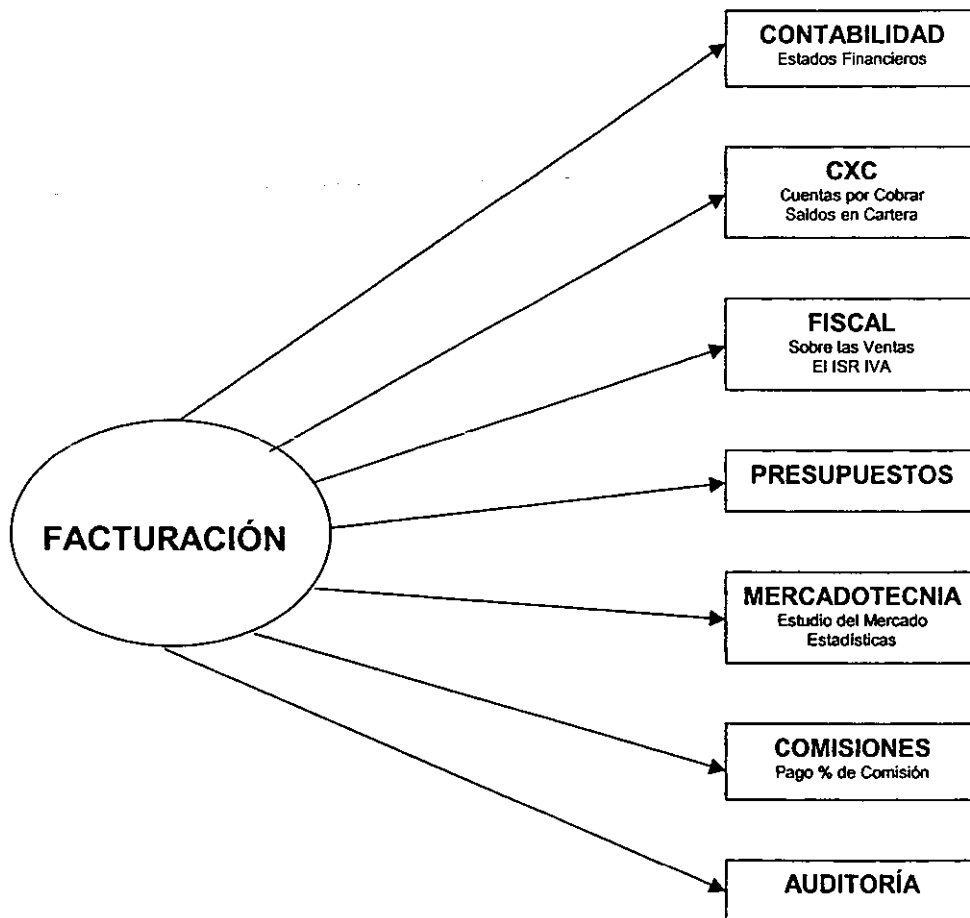 CONTABILIDAD
Estados Financieros
CXC
Cuentas por Cobrar
Saldos en Cartera
FISCAL
Sobre las Ventas
El ISR IVA
FACTURACIÓN
PRESUPUESTOS
MERCADOTECNIA
Estudio del Mercado
Estadísticas
COMISIONES
Pago % de Comisión
AUDITORÍA